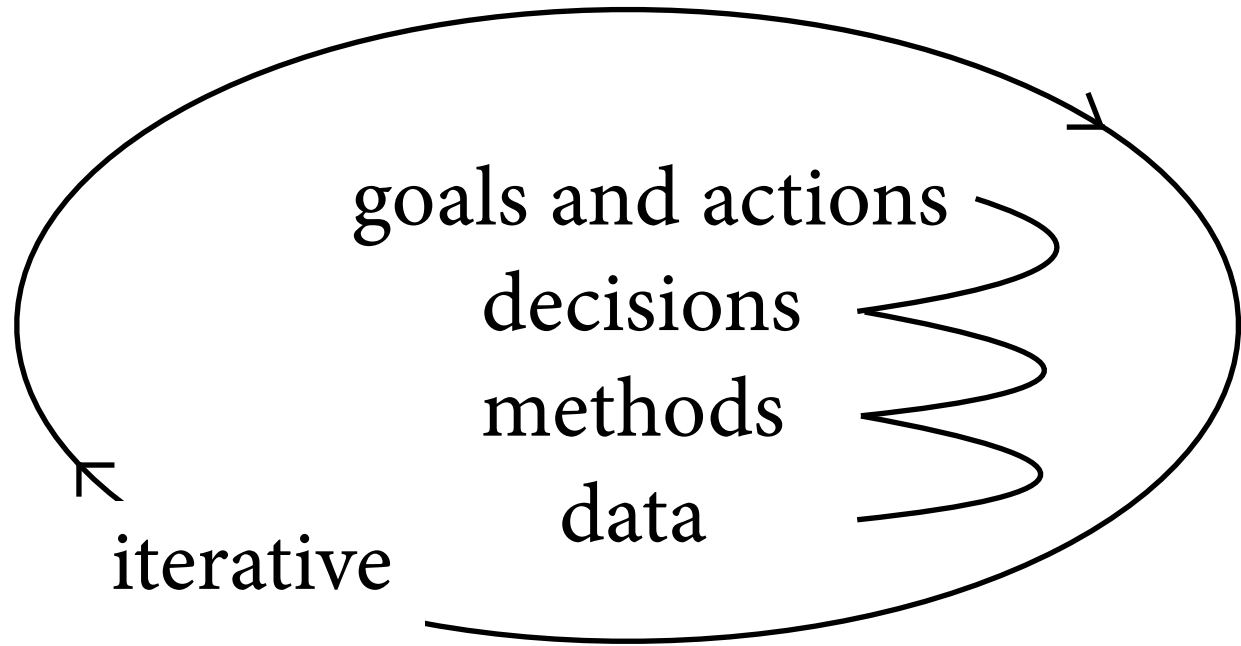 goals and actions
decisions
methods
data
iterative